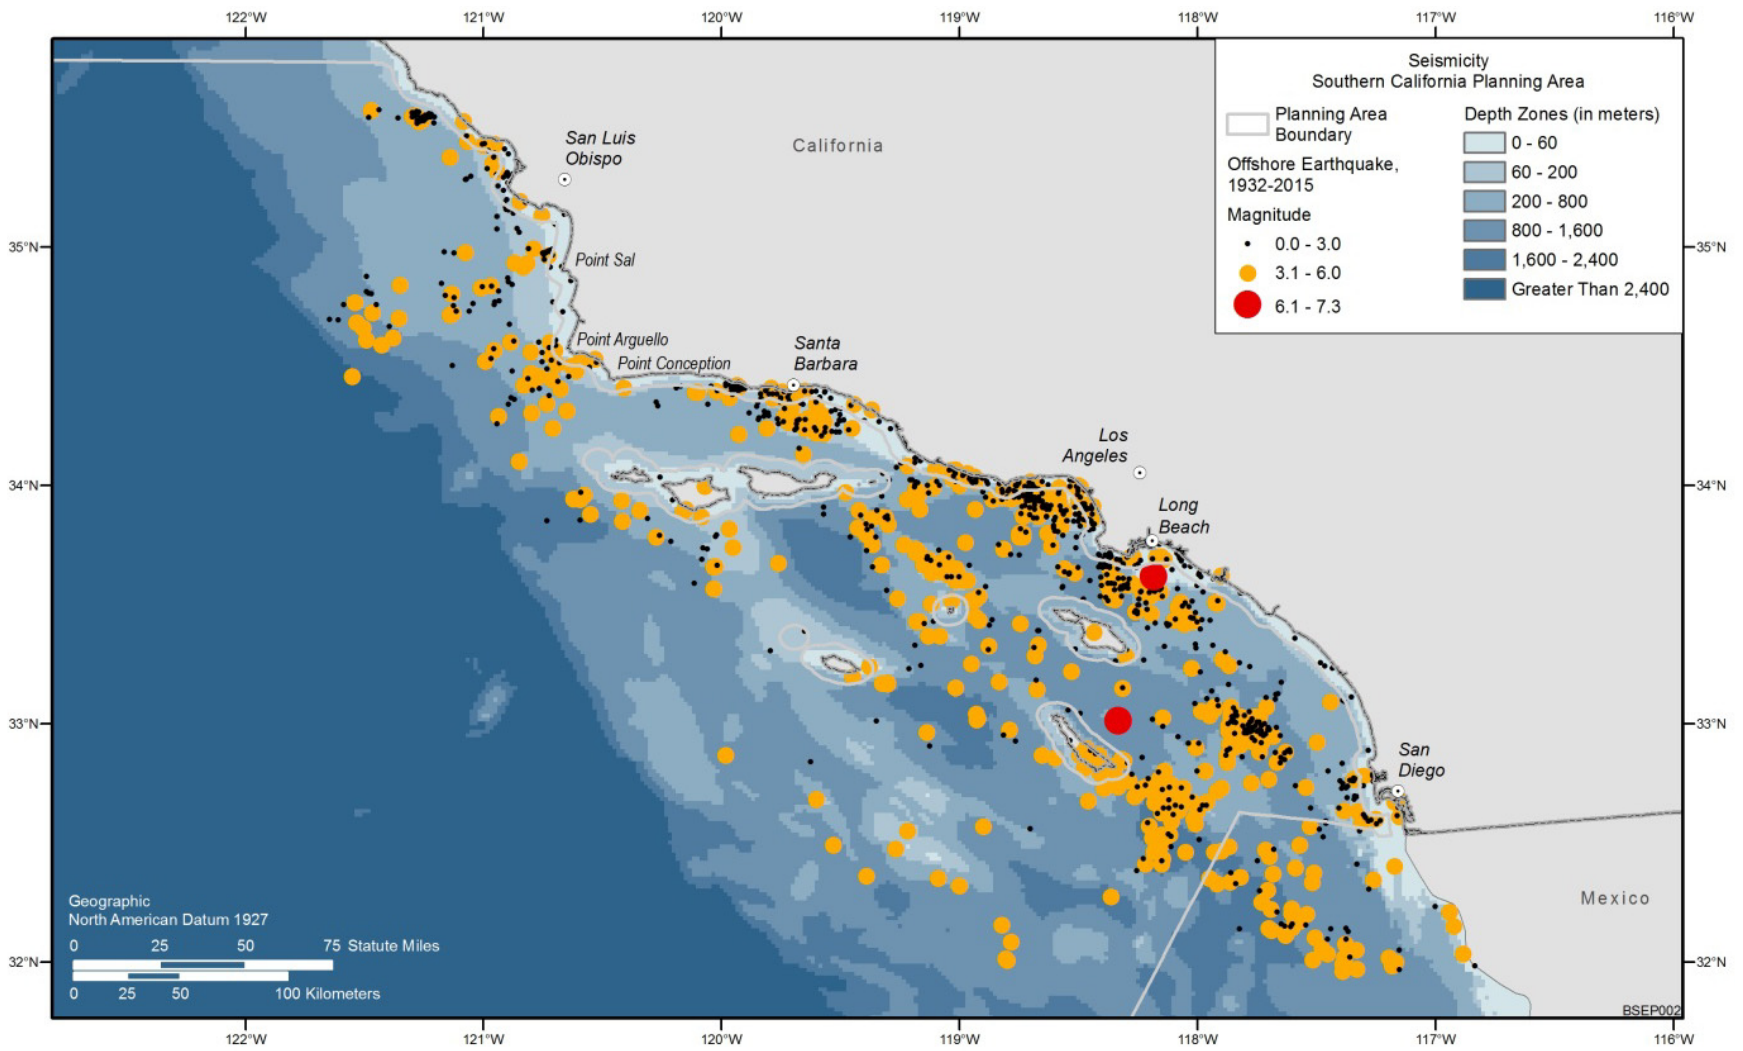 122°W 121°W 120°W 119°W 118°W 117°W 116°W
Seismicity
Southern California Planning Area
Planning Area
Boundary
Offshore Earthquake,
1932-2015
Magnitude
0.0 - 3.0
3.1 - 6.0
6.1 - 7.3
Depth Zones (in meters)
0 - 60
60 - 200
200 - 800
800 - 1,600
1,600 - 2,400
Greater Than 2,400
California
San Luis
Obispo
35°N
35°N
Point Sal
Point Arguello
Point Conception
Santa
Barbara
Los
Angeles
34°N
34°N
Long
Beach
33°N
33°N
San
Diego
Mexico
32°N
32°N
Geographic
North American Datum 1927
0 25 50 75 Statute Miles
0 25 50 100 Kilometers
BSEP002
122°W 121°W 120°W 119°W 118°W 117°W 116°W